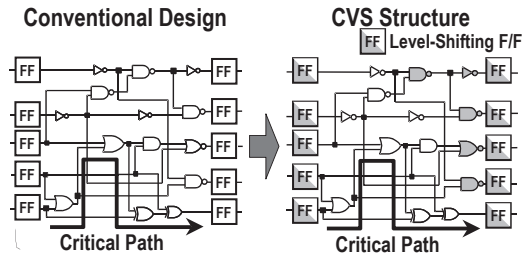 Conventional Design
CVS Structure
FF Level-Shifting F/F
FF FF FF FF
FF FF FF FF
FF FF FF FF
FF FF FF FF
FF FF FF FF
Critical Path
Critical Path